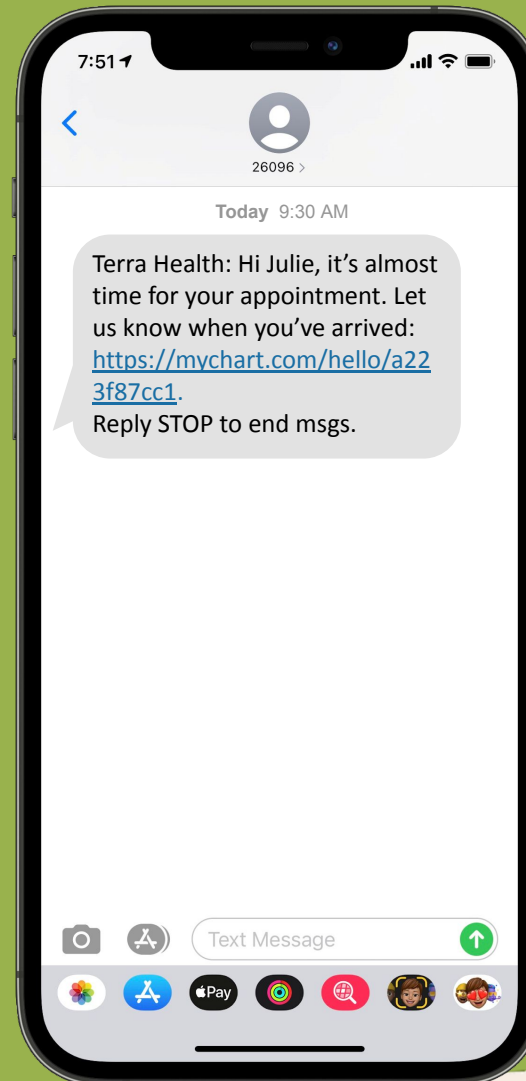 7:51
26096 >
Today 9:30 AM
Terra Health: Hi Julie, it’s almost
time for your appointment. Let
us know when you’ve arrived:
https://mychart.com/hello/a22
3f87cc1.
Reply STOP to end msgs.
Text Message
Pay